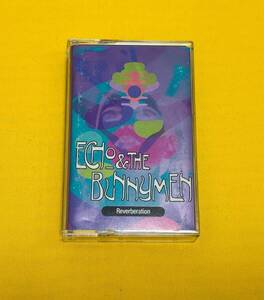 ECHO & THE
BUNNYMEN
Reverberation